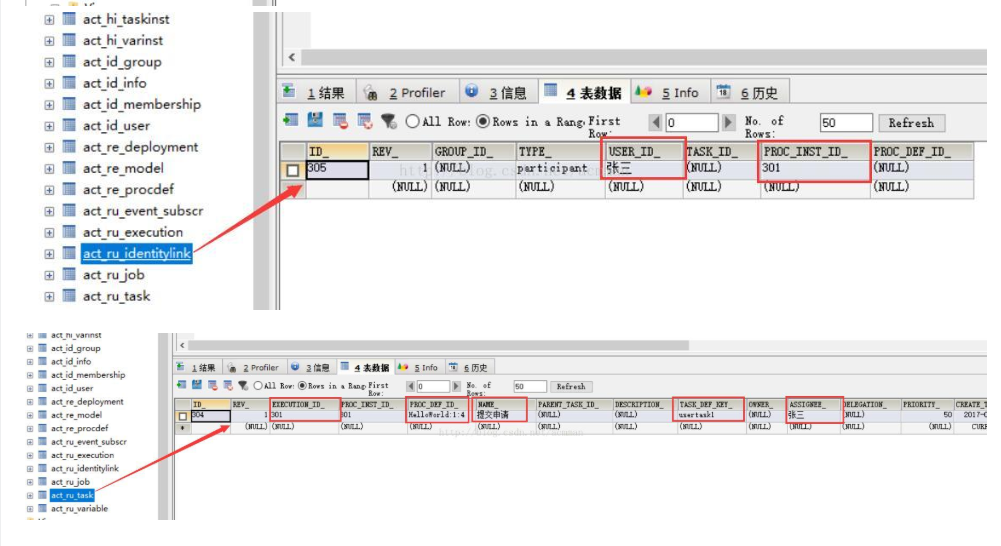 act_hi_taskinst
act_hi_varinst
act_id_group
act_id_info
act_id_membership
act_id_user
act_re_deployment
act_re_model
act_re_procdef
act_ru_event_subscr
act_ru_execution
act_ru_identitylink
act_ru_job
act_ru_task
1 结果 2 Profiler 3 信息 4 表数据 5 Info 6 历史
All Row: Rows in a Rang First Row: 0 No. of Rows: 50 Refresh
ID_ REV_ GROUP_ID_ TYPE_ USER_ID_ TASK_ID_ PROC_INST_ID_ PROC_DEF_ID_
305 1 (NULL) participant 张三 (NULL) 301 (NULL)
(NULL) (NULL) (NULL) (NULL) (NULL) (NULL) (NULL)
act_hi_varinst
act_id_group
act_id_info
act_id_membership
act_id_user
act_re_deployment
act_re_model
act_re_procdef
act_ru_event_subscr
act_ru_execution
act_ru_identitylink
act_ru_job
act_ru_task
act_ru_variable
1 结果 2 Profiler 3 信息 4 表数据 5 Info 6 历史
All Row: Rows in a Rang First Row: 0 No. of Rows: 50 Refresh
ID_ REV_ EXECUTION_ID_ PROC_INST_ID_ PROC_DEF_ID_ NAME_ PARENT_TASK_ID_ DESCRIPTION_ TASK_DEF_KEY_ OWNER_ ASSIGNEE_ DELEGATION_ PRIORITY_ CREATE_T
304 1 301 301 HelloWorld:1:4 提交申请 (NULL) (NULL) usertask1 (NULL) 张三 (NULL) 50 2017-0
(NULL) (NULL) (NULL) (NULL) (NULL) (NULL) (NULL) (NULL) (NULL) (NULL) (NULL) (NULL) CURR